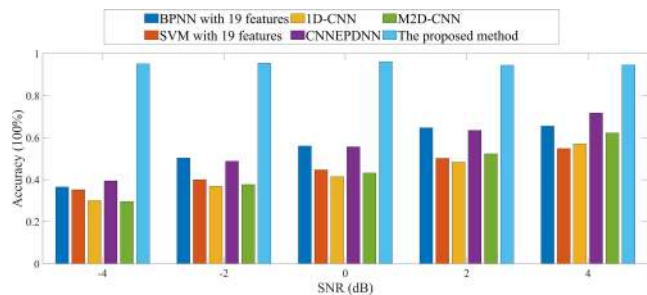 BPNN with 19 features 1D-CNN M2D-CNN
SVM with 19 features CNNEPDNN The proposed method
1
0.8
0.6
0.4
0.2
0
Accuracy (100%)
-4 -2 0 2 4
SNR (dB)